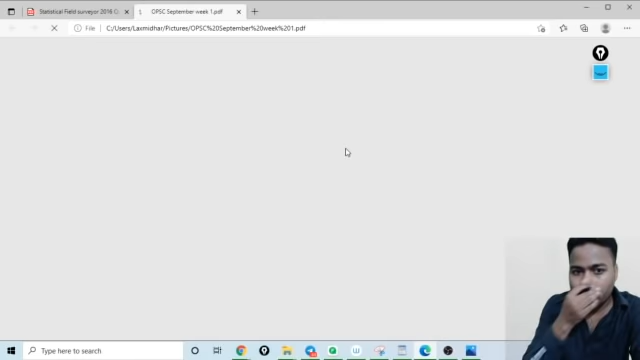 Statistical Field surveyor 2016 C
OPSC September week 1.pdf
File
C:/Users/Laxmidhar/Pictures/OPSC%20September%20week%201.pdf
Type here to search